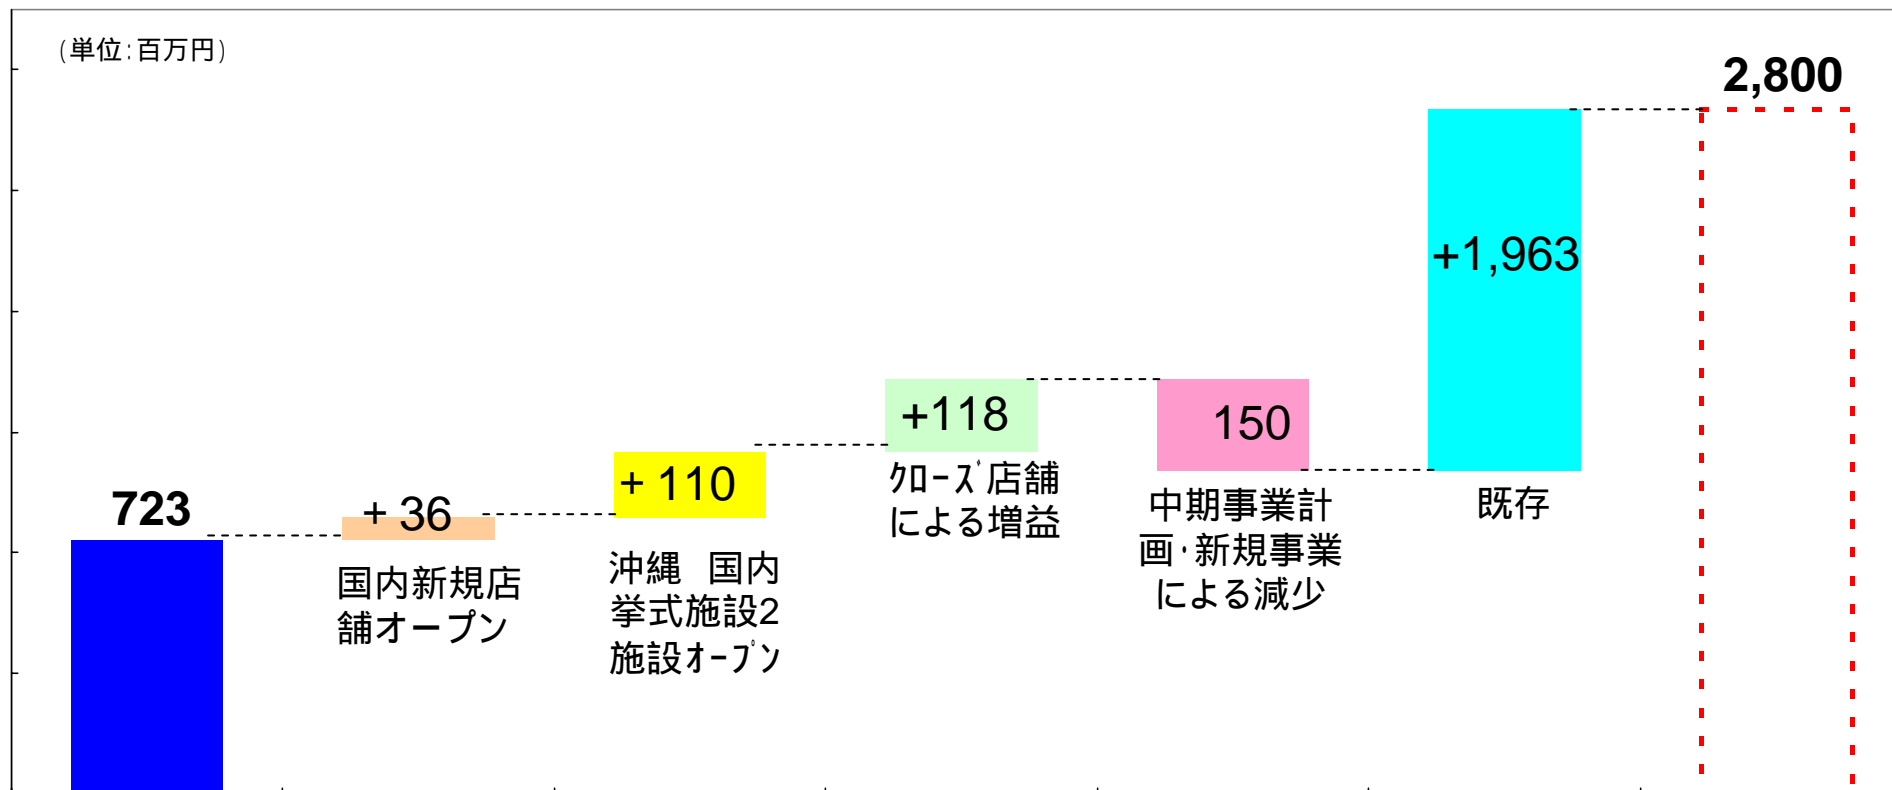 (単位:百万円)
2,800
+1,963
+118
150
+ 110
723
+ 36
クローズ店舗
による増益
中期事業計
画・新規事業
による減少
既存
沖縄 国内
挙式施設2
施設オープン
国内新規店
舗オープン